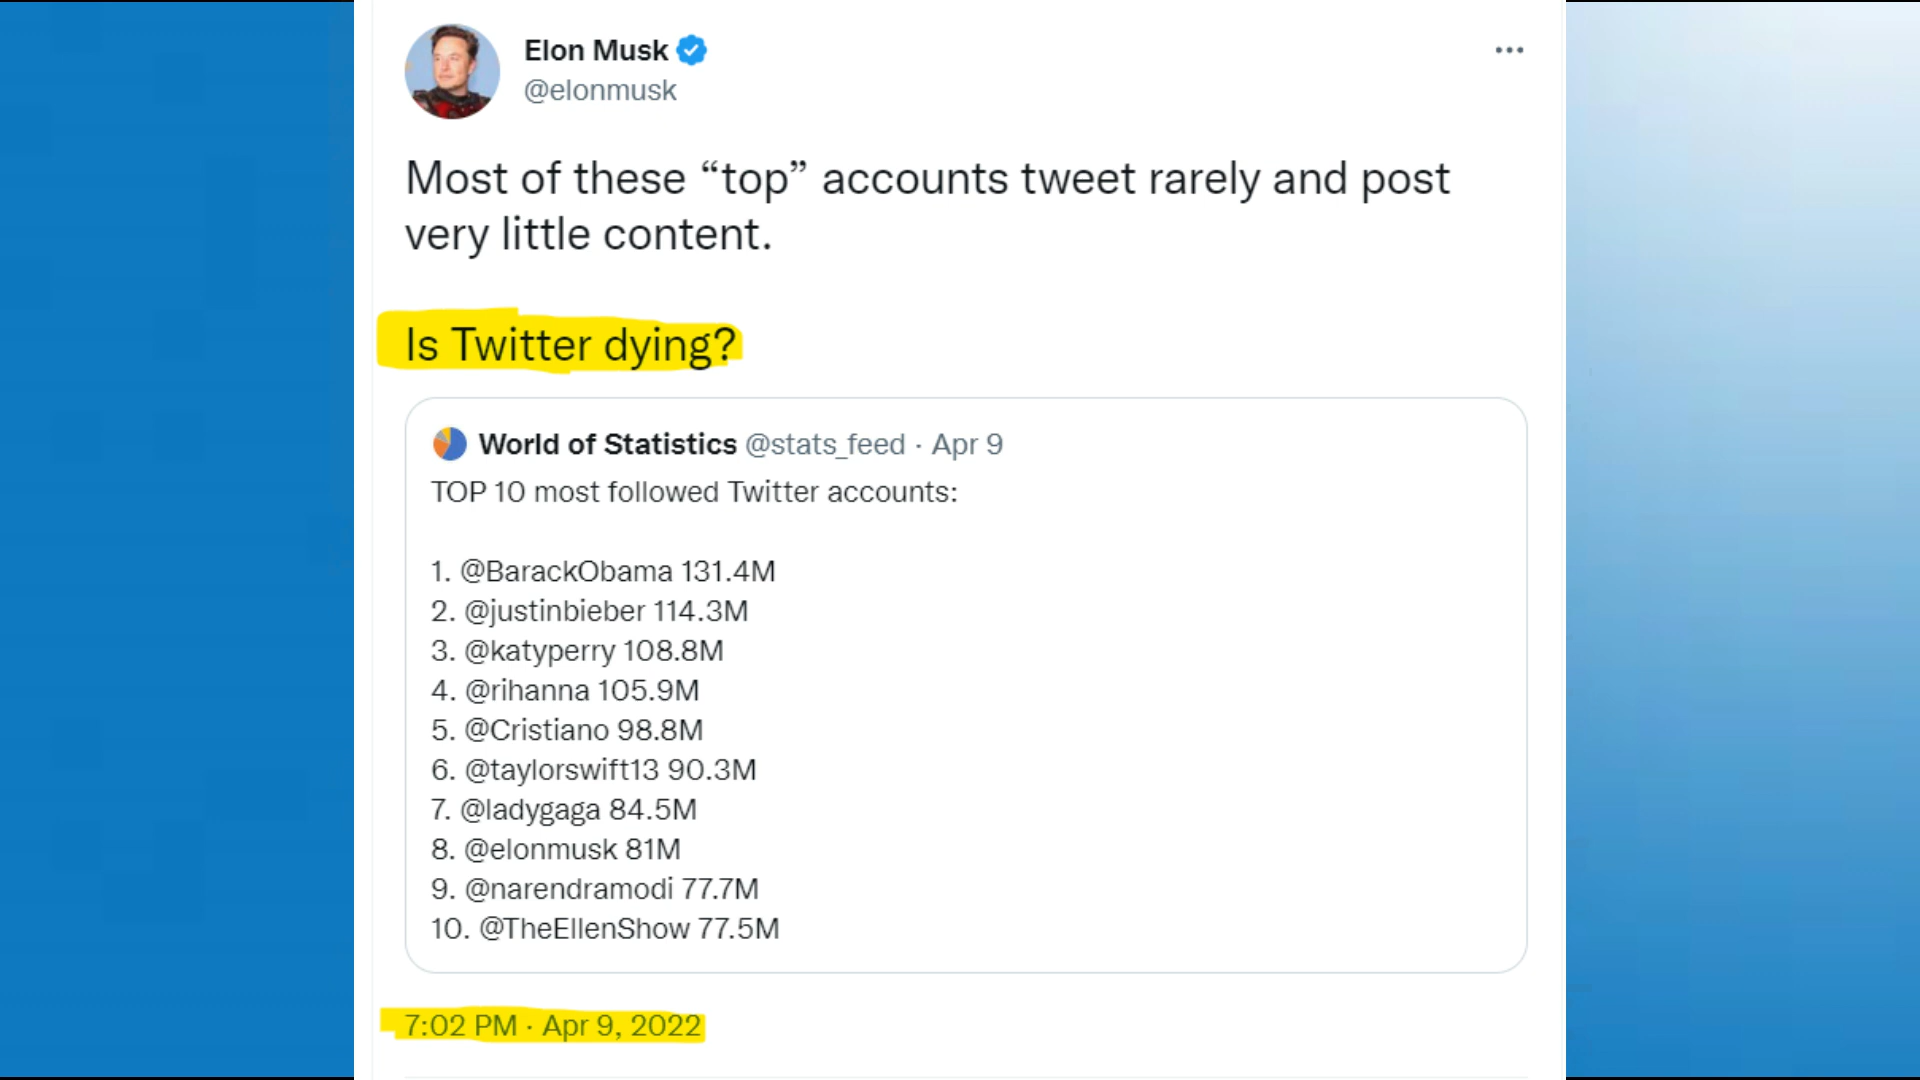 Elon Musk
@elonmusk
Most of these “top” accounts tweet rarely and post
very little content.
Is Twitter dying?
World of Statistics @stats_feed · Apr 9
TOP 10 most followed Twitter accounts:
1. @BarackObama 131.4M
2. @justinbieber 114.3M
3. @katyperry 108.8M
4. @rihanna 105.9M
5. @Cristiano 98.8M
6. @taylorswift13 90.3M
7. @ladygaga 84.5M
8. @elonmusk 81M
9. @narendramodi 77.7M
10. @TheEllenShow 77.5M
7:02 PM · Apr 9, 2022